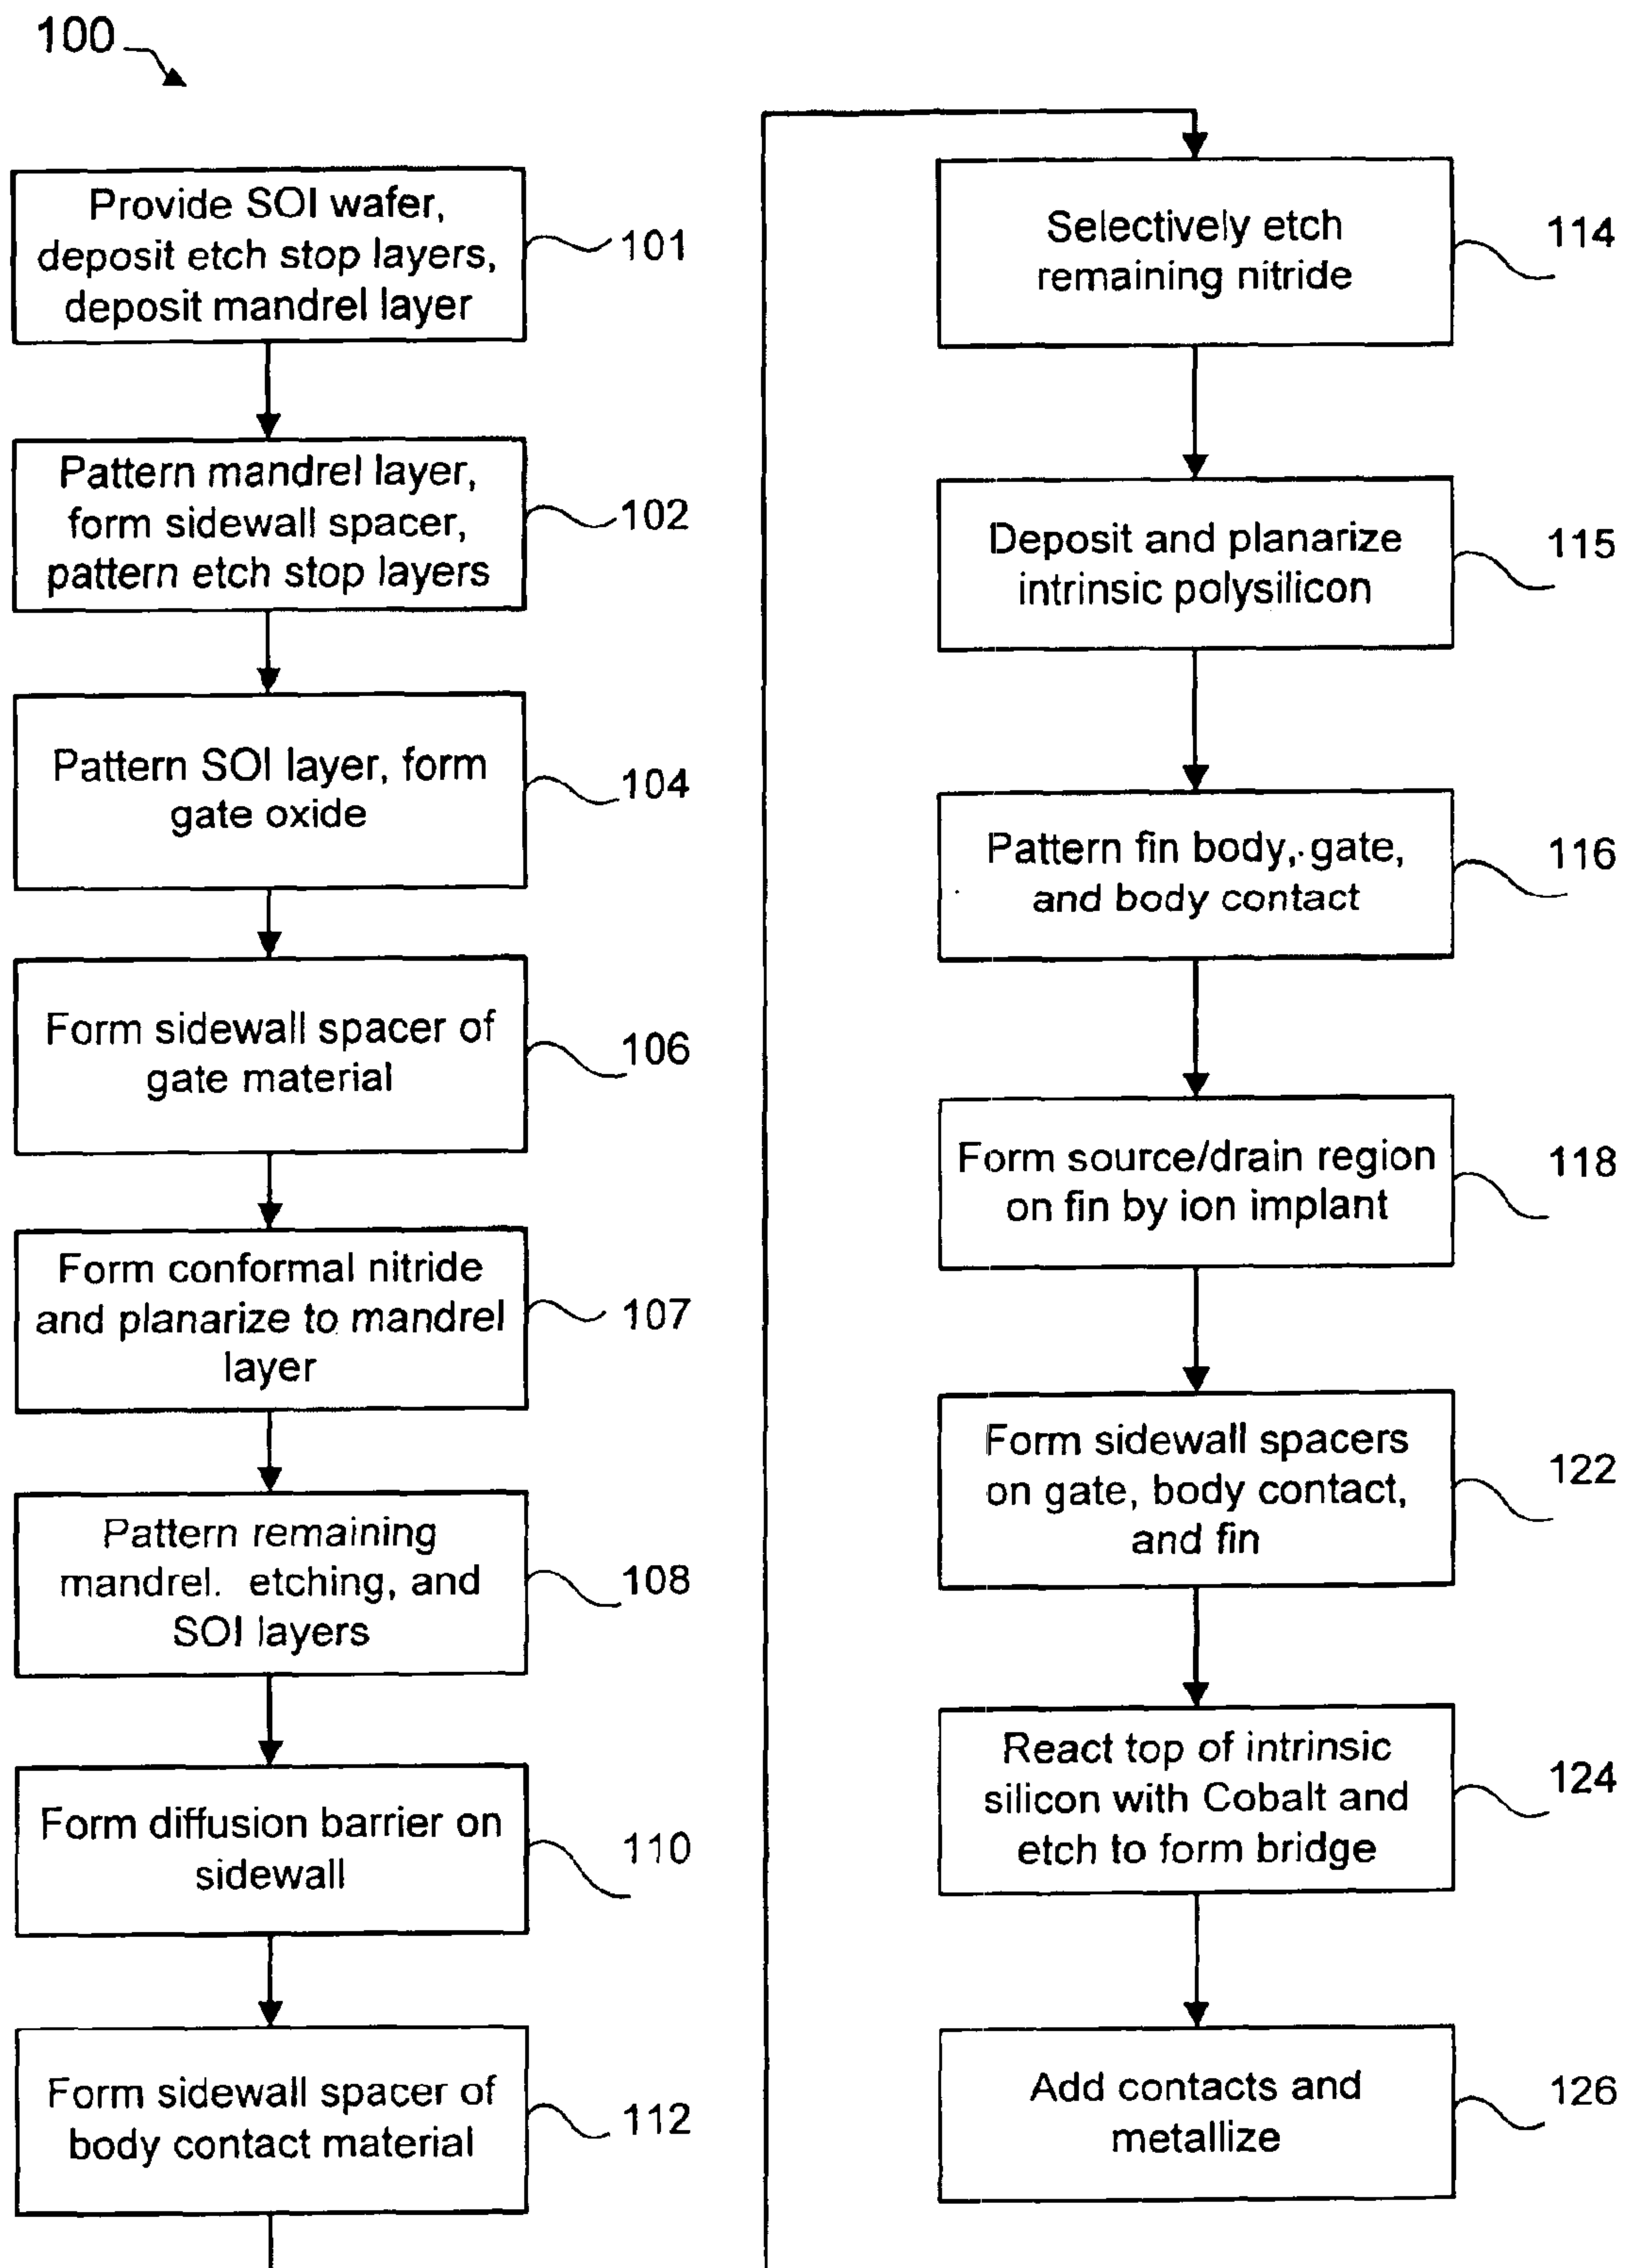 100
Provide SOI wafer,
deposit etch stop layers,
deposit mandrel layer
101
Pattern mandrel layer,
form sidewall spacer,
pattern etch stop layers
102
Pattern SOI layer, form
gate oxide
104
Form sidewall spacer of
gate material
106
Form conformal nitride
and planarize to mandrel
layer
107
Pattern remaining
mandrel. etching, and
SOI layers
108
Form diffusion barrier on
sidewall
110
Form sidewall spacer of
body contact material
112
Selectively etch
remaining nitride
114
Deposit and planarize
intrinsic polysilicon
115
Pattern fin body, gate,
and body contact
116
Form source/drain region
on fin by ion implant
118
Form sidewall spacers
on gate, body contact,
and fin
122
React top of intrinsic
silicon with Cobalt and
etch to form bridge
124
Add contacts and
metallize
126